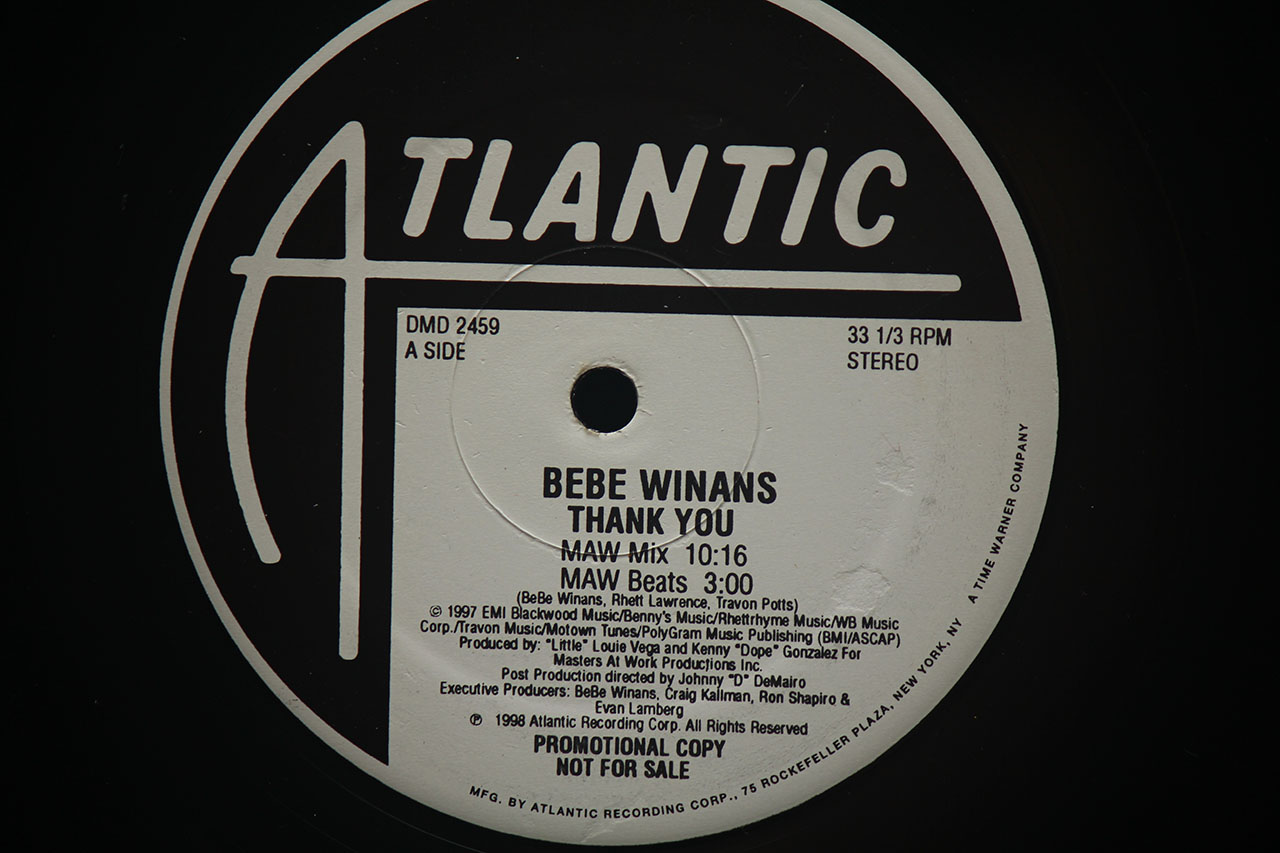 ATLANTIC
DMD 2459
A SIDE
33 1/3 RPM
STEREO
BEBE WINANS
THANK YOU
MAW Mix 10:16
MAW Beats 3:00
(BeBe Winans, Rhett Lawrence, Travon Potts)
© 1997 EMI Blackwood Music/Benny's Music/Rhettrhyme Music/WB Music
Corp./Travon Music/Motown Tunes/PolyGram Music Publishing (BMI/ASCAP)
Produced by: "Little" Louie Vega and Kenny "Dope" Gonzalez For
Masters At Work Productions Inc.
Post Production directed by Johnny "D" DeMairo
Executive Producers: BeBe Winans, Craig Kallman, Ron Shapiro &
Evan Lamberg
℗ 1998 Atlantic Recording Corp. All Rights Reserved
PROMOTIONAL COPY
NOT FOR SALE
MFG. BY ATLANTIC RECORDING CORP., 75 ROCKEFELLER PLAZA, NEW YORK, NY A TIME WARNER COMPANY